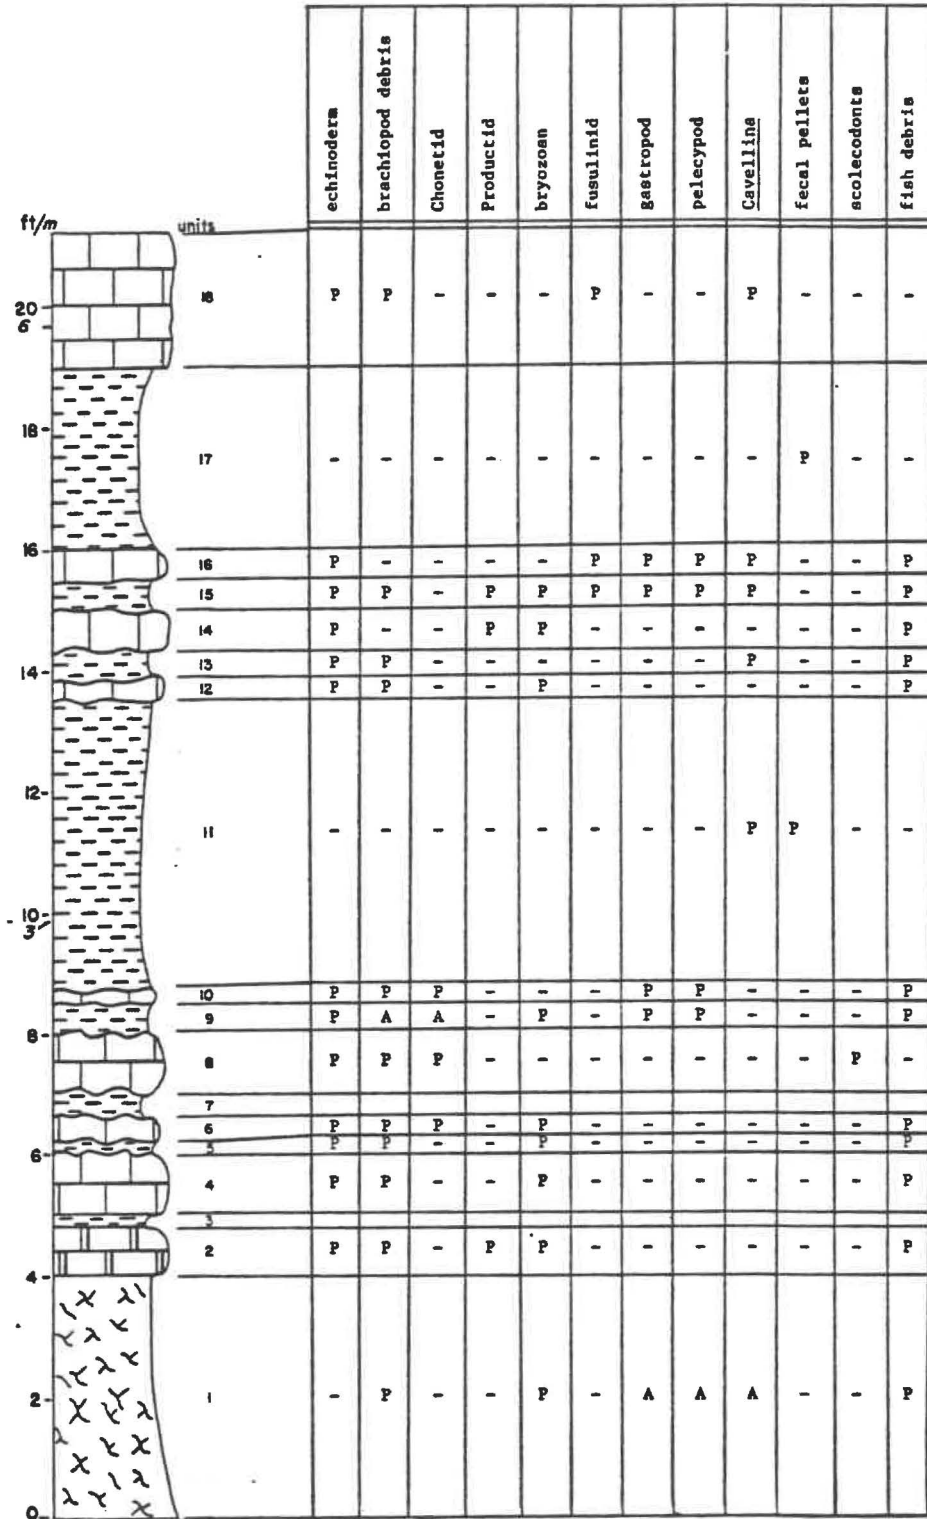 echinoderm brachiopod debris Chonetid Productid bryozoan fusulinid gastropod pelecypod Cavellina fecal pellets scolecodonts fish debris
ft/m units
18 P P - - - P - - P - - -
20
6
18
17 - - - - - - - - - P - -
16
16 P - - - - P P P P - - P
15 P P - P P P P P P - - P
14 P - - P P - - - - - - P
13 P P - - - - - - P - - P
14
12 P P - - P - - - - - - P
12
11 - - - - - - - - P P - -
10
3
10 P P P - - - P P - - - P
9 P A A - P - P P - - - P
8
8 P P P - - - - - - - P -
7
6 P P P - P - - - - - - P
5 P P - - P - - - - - - P
6
4 P P - - P - - - - - - P
3
2 P P - P P - - - - - - P
4
2
1 - P - - P - A A A - - P
0